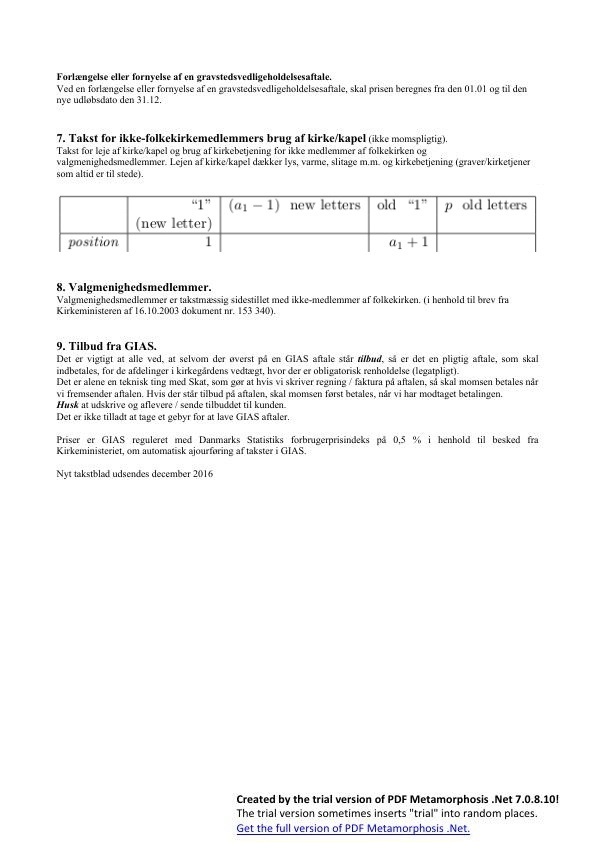 Forlængelse eller fornyelse af en gravstedsvedligeholdelsesaftale.
Ved en forlængelse eller fornyelse af en gravstedsvedligeholdelsesaftale, skal prisen beregnes fra den 01.01 og til den
nye udløbsdato den 31.12.
7. Takst for ikke-folkekirkemedlemmers brug af kirke/kapel (ikke momspligtig).
Takst for leje af kirke/kapel og brug af kirkebetjening for ikke medlemmer af folkekirken og
valgmenighedsmedlemmer. Lejen af kirke/kapel dækker lys, varme, slitage m.m. og kirkebetjening (graver/kirketjener
som altid er til stede).
“1” (a₁ − 1) new letters old “1” p old letters
(new letter)
position 1 a₁ + 1
8. Valgmenighedsmedlemmer.
Valgmenighedsmedlemmer er takstmæssig sidestillet med ikke-medlemmer af folkekirken. (i henhold til brev fra
Kirkeministeren af 16.10.2003 dokument nr. 153 340).
9. Tilbud fra GIAS.
Det er vigtigt at alle ved, at selvom der øverst på en GIAS aftale står tilbud, så er det en pligtig aftale, som skal
indbetales, for de afdelinger i kirkegårdens vedtægt, hvor der er obligatorisk renholdelse (legatpligt).
Det er alene en teknisk ting med Skat, som gør at hvis vi skriver regning / faktura på aftalen, så skal momsen betales når
vi fremsender aftalen. Hvis der står tilbud på aftalen, skal momsen først betales, når vi har modtaget betalingen.
Husk at udskrive og aflevere / sende tilbuddet til kunden.
Det er ikke tilladt at tage et gebyr for at lave GIAS aftaler.
Priser er GIAS reguleret med Danmarks Statistiks forbrugerprisindeks på 0,5 % i henhold til besked fra
Kirkeministeriet, om automatisk ajourføring af takster i GIAS.
Nyt takstblad udsendes december 2016
Created by the trial version of PDF Metamorphosis .Net 7.0.8.10!
The trial version sometimes inserts "trial" into random places.
Get the full version of PDF Metamorphosis .Net.